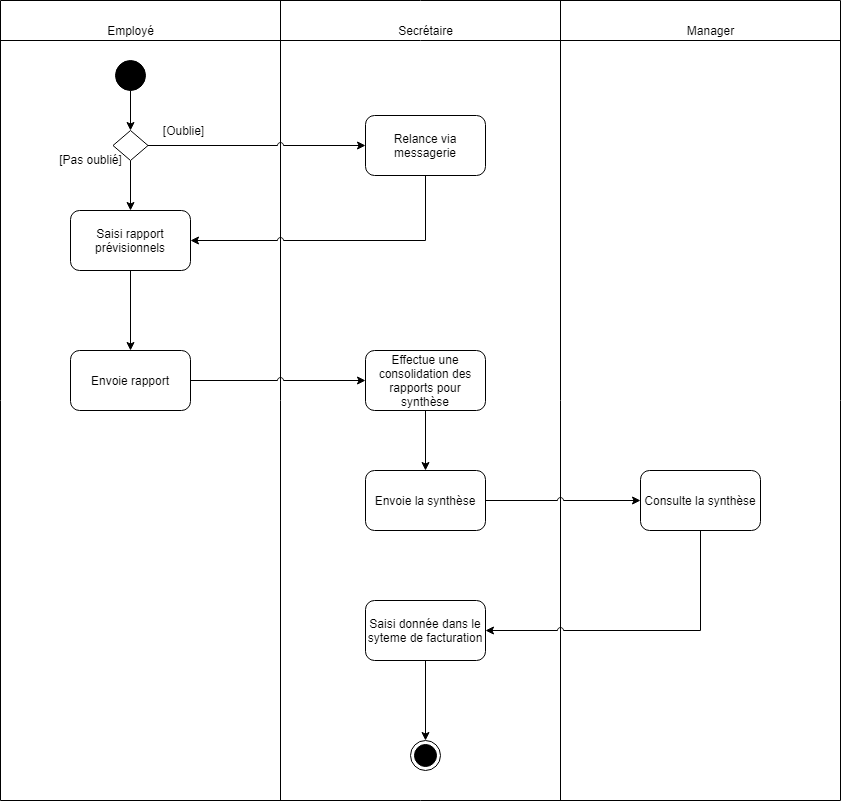 Employé
Secrétaire
Manager
[Oublie]
Relance via
messagerie
[Pas oublié]
Saisi rapport
prévisionnels
Envoie rapport
Effectue une
consolidation des
rapports pour
synthèse
Envoie la synthèse
Consulte la synthèse
Saisi donnée dans le
syteme de facturation